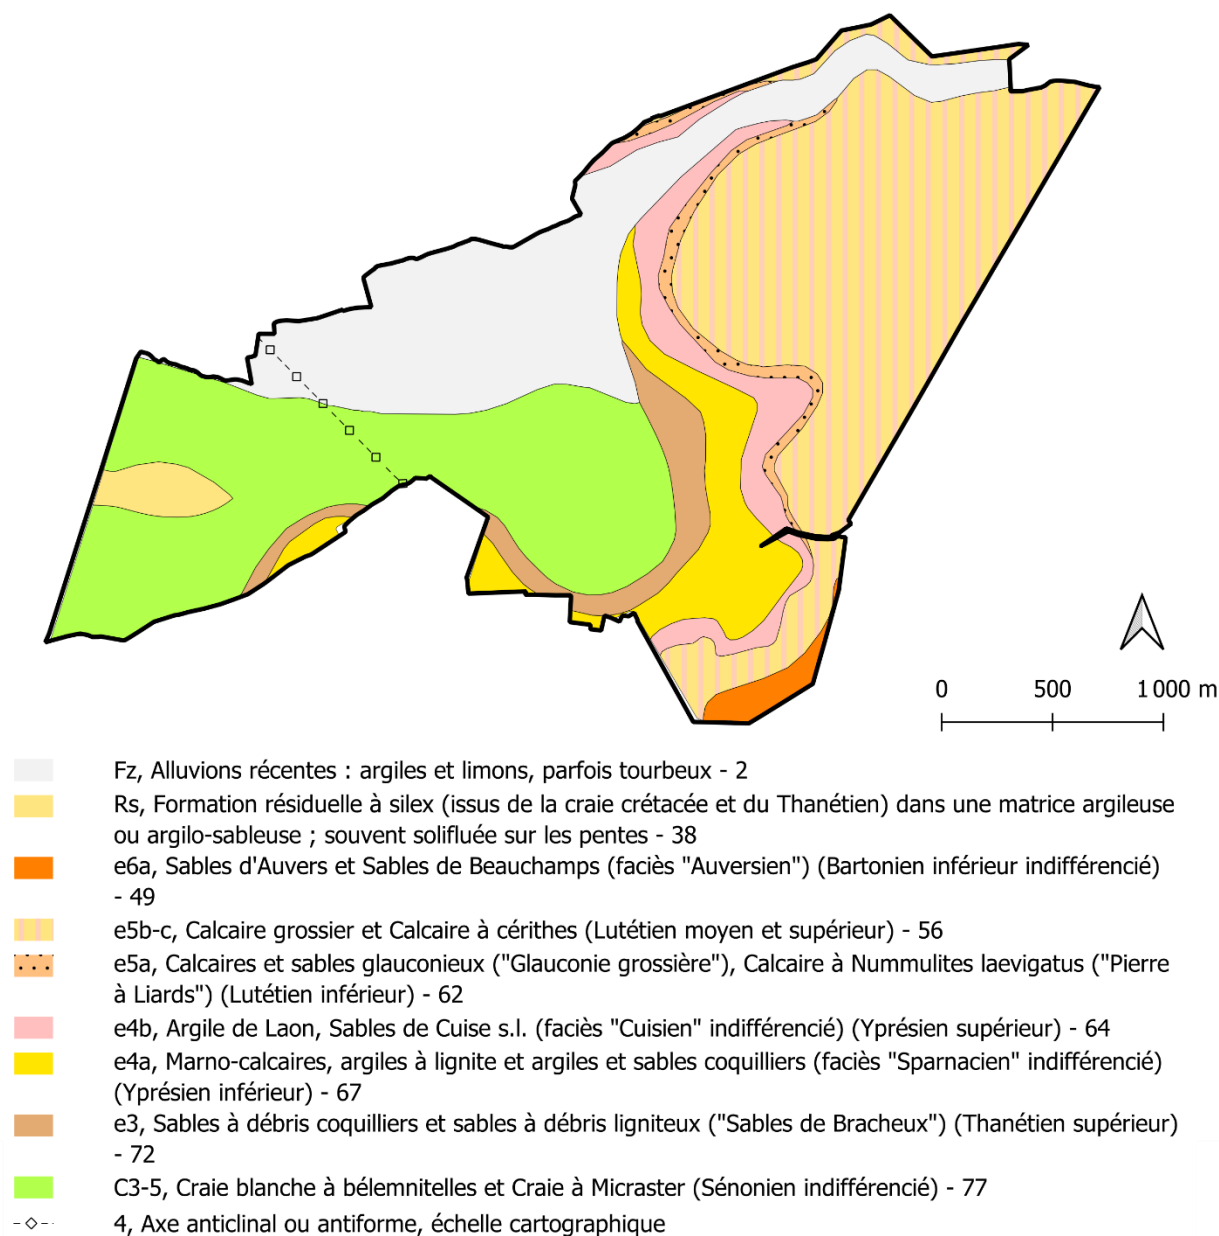 0 500 1 000 m
Fz, Alluvions récentes : argiles et limons, parfois tourbeux - 2
Rs, Formation résiduelle à silex (issus de la craie crétacée et du Thanétien) dans une matrice argileuse
ou argilo-sableuse ; souvent soliﬂuée sur les pentes - 38
e6a, Sables d'Auvers et Sables de Beauchamps (faciès "Auversien") (Bartonien inférieur indifférencié)
- 49
e5b-c, Calcaire grossier et Calcaire à cérithes (Lutétien moyen et supérieur) - 56
e5a, Calcaires et sables glauconieux ("Glauconie grossière"), Calcaire à Nummulites laevigatus ("Pierre
à Liards") (Lutétien inférieur) - 62
e4b, Argile de Laon, Sables de Cuise s.l. (faciès "Cuisien" indifférencié) (Yprésien supérieur) - 64
e4a, Marno-calcaires, argiles à lignite et argiles et sables coquilliers (faciès "Sparnacien" indifférencié)
(Yprésien inférieur) - 67
e3, Sables à débris coquilliers et sables à débris ligniteux ("Sables de Bracheux") (Thanétien supérieur)
- 72
C3-5, Craie blanche à bélemnitelles et Craie à Micraster (Sénonien indifférencié) - 77
4, Axe anticlinal ou antiforme, échelle cartographique